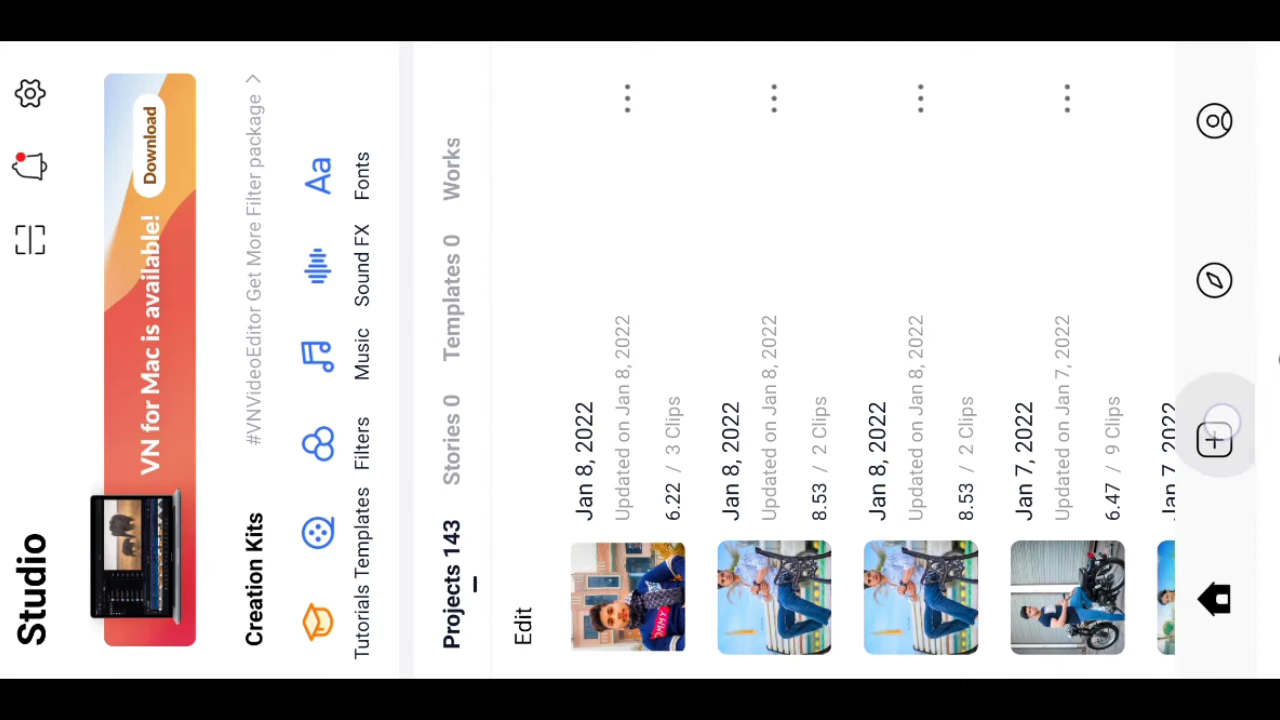 Studio
VN for Mac is available!
Download
Creation Kits
#VNVideoEditor Get More Filter package >
Tutorials
Templates
Filters
Music
Sound FX
Aa
Fonts
Projects 143
Stories 0
Templates 0
Works
Edit
Jan 8, 2022
Updated on Jan 8, 2022
6.22 / 3 Clips
Jan 8, 2022
Updated on Jan 8, 2022
8.53 / 2 Clips
Jan 8, 2022
Updated on Jan 8, 2022
8.53 / 2 Clips
Jan 7, 2022
Updated on Jan 7, 2022
6.47 / 9 Clips
Jan 7, 2022